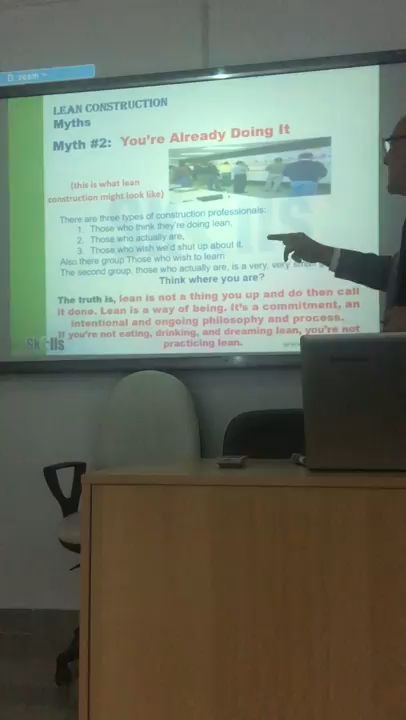 LEAN CONSTRUCTION
Myths
Myth #2: You're Already Doing It
(this is what lean
construction might look like)
There are three types of construction professionals:
1. Those who think they're doing lean,
2. Those who actually are,
3. Those who wish we'd shut up about it.
Also there group Those who wish to learn
The second group, those who actually are, is a very, very
Think where you are?
The truth is, lean is not a thing you up and do then call
it done. Lean is a way of being. It's a commitment, an
intentional and ongoing philosophy and process.
If you're not eating, drinking, and dreaming lean, you're not
practicing lean.